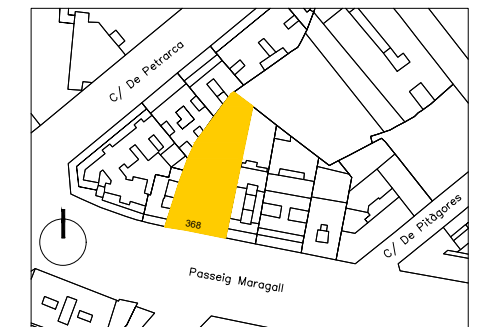 C/ De Petrarca
368
C/ De Pitàgores
Passeig Maragall